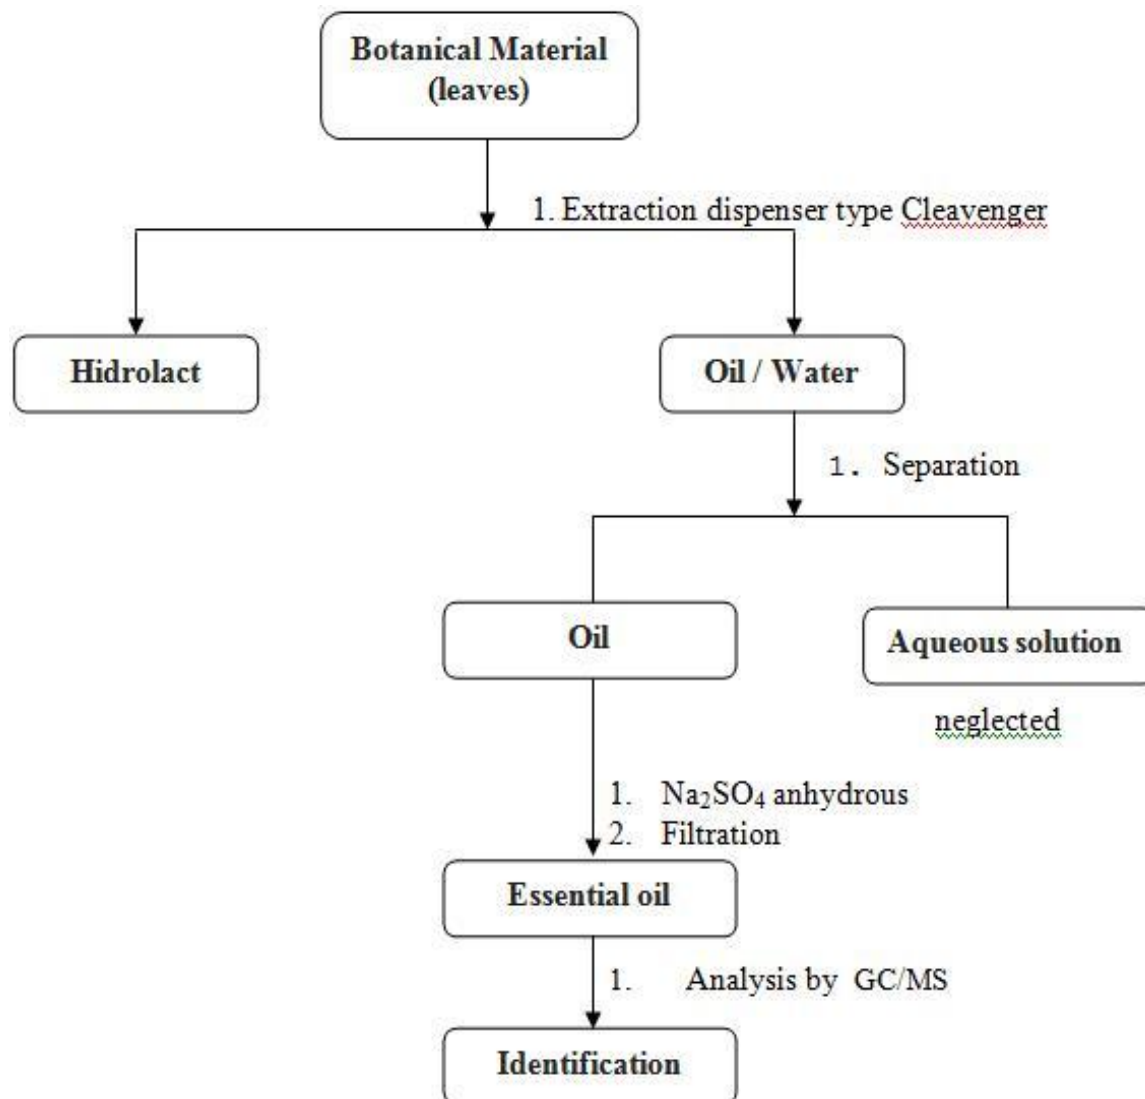 Botanical Material
(leaves)
1. Extraction dispenser type Cleavenger
Hidrolact
Oil / Water
1. Separation
Oil
Aqueous solution
neglected
1. Na₂SO₄ anhydrous
2. Filtration
Essential oil
1. Analysis by GC/MS
Identification